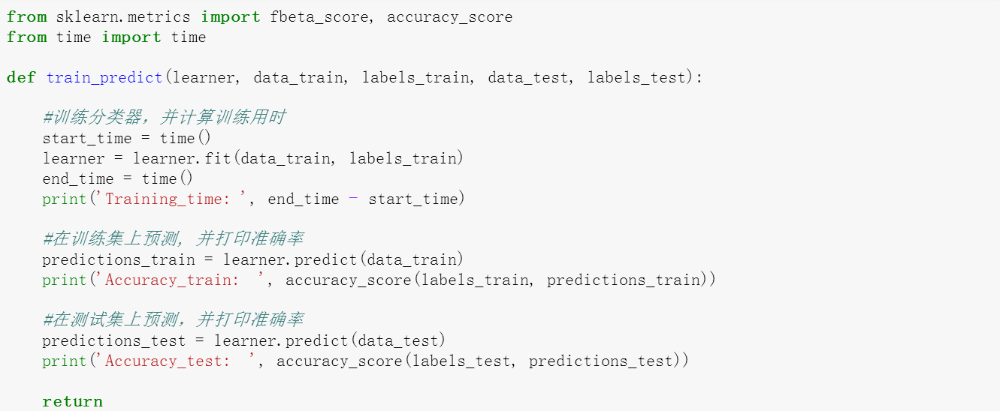 from sklearn.metrics import fbeta_score, accuracy_score
from time import time
def train_predict(learner, data_train, labels_train, data_test, labels_test):
#训练分类器，并计算训练用时
start_time = time()
learner = learner.fit(data_train, labels_train)
end_time = time()
print('Training_time: ', end_time - start_time)
#在训练集上预测, 并打印准确率
predictions_train = learner.predict(data_train)
print('Accuracy_train:  ', accuracy_score(labels_train, predictions_train))
#在测试集上预测，并打印准确率
predictions_test = learner.predict(data_test)
print('Accuracy_test:  ', accuracy_score(labels_test, predictions_test))
return